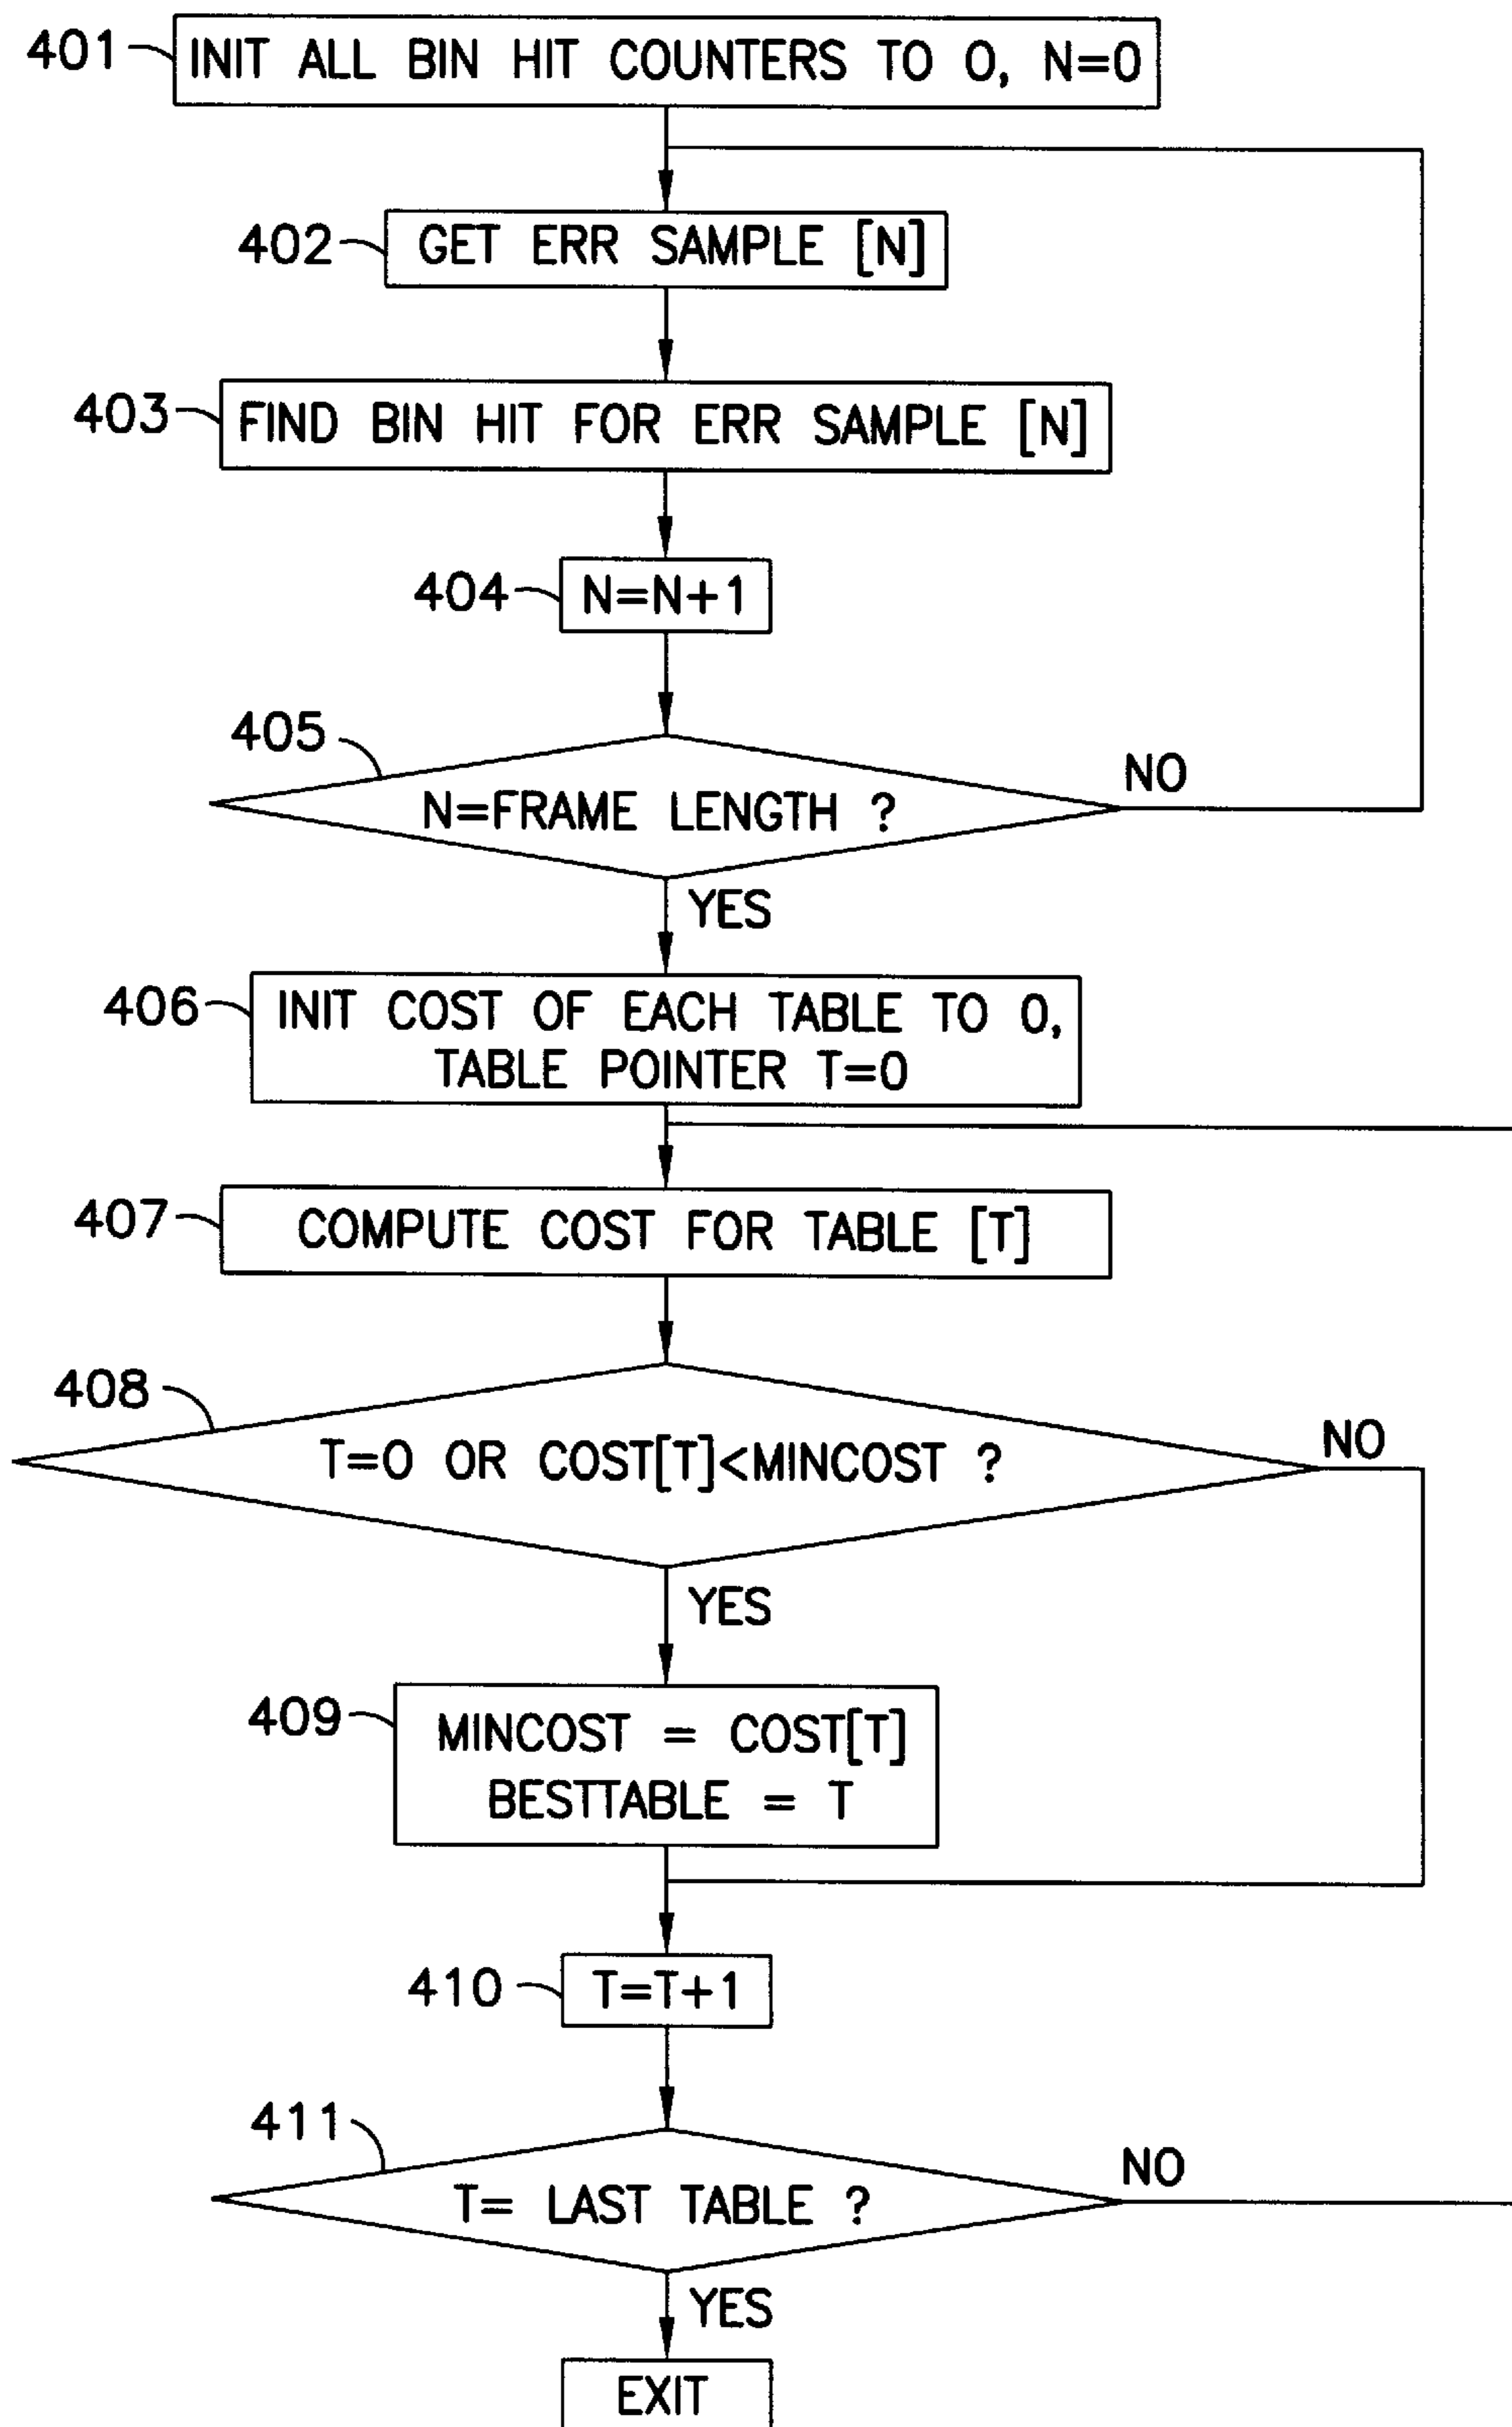 401
INIT ALL BIN HIT COUNTERS TO 0, N=0
402
GET ERR SAMPLE [N]
403
FIND BIN HIT FOR ERR SAMPLE [N]
404
N=N+1
405
N=FRAME LENGTH ?
NO
YES
406
INIT COST OF EACH TABLE TO 0,
TABLE POINTER T=0
407
COMPUTE COST FOR TABLE [T]
408
T=0 OR COST[T]<MINCOST ?
NO
YES
409
MINCOST = COST[T]
BESTTABLE = T
410
T=T+1
411
T= LAST TABLE ?
NO
YES
EXIT